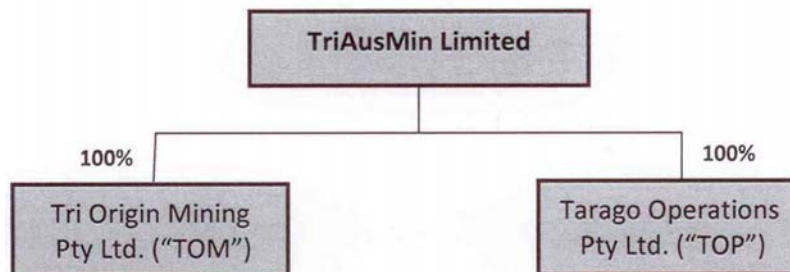 TriAusMin Limited
100%
100%
Tri Origin Mining
Pty Ltd. (“TOM”)
Tarago Operations
Pty Ltd. (“TOP”)